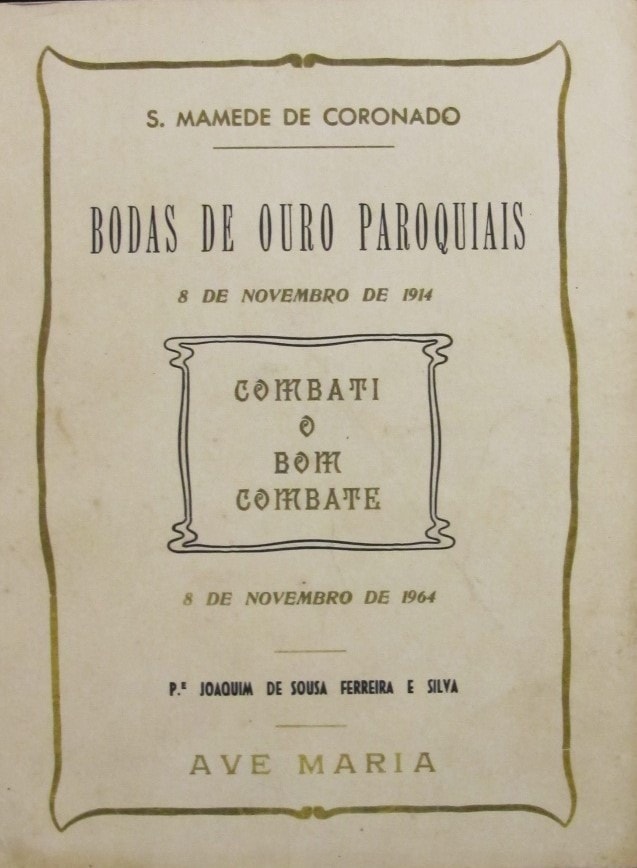 S. MAMEDE DE CORONADO
BODAS DE OURO PAROQUIAIS
8 DE NOVEMBRO DE 1914
COMBATI
O
BOM
COMBATE
8 DE NOVEMBRO DE 1964
P.E JOAQUIM DE SOUSA FERREIRA E SILVA
AVE MARIA